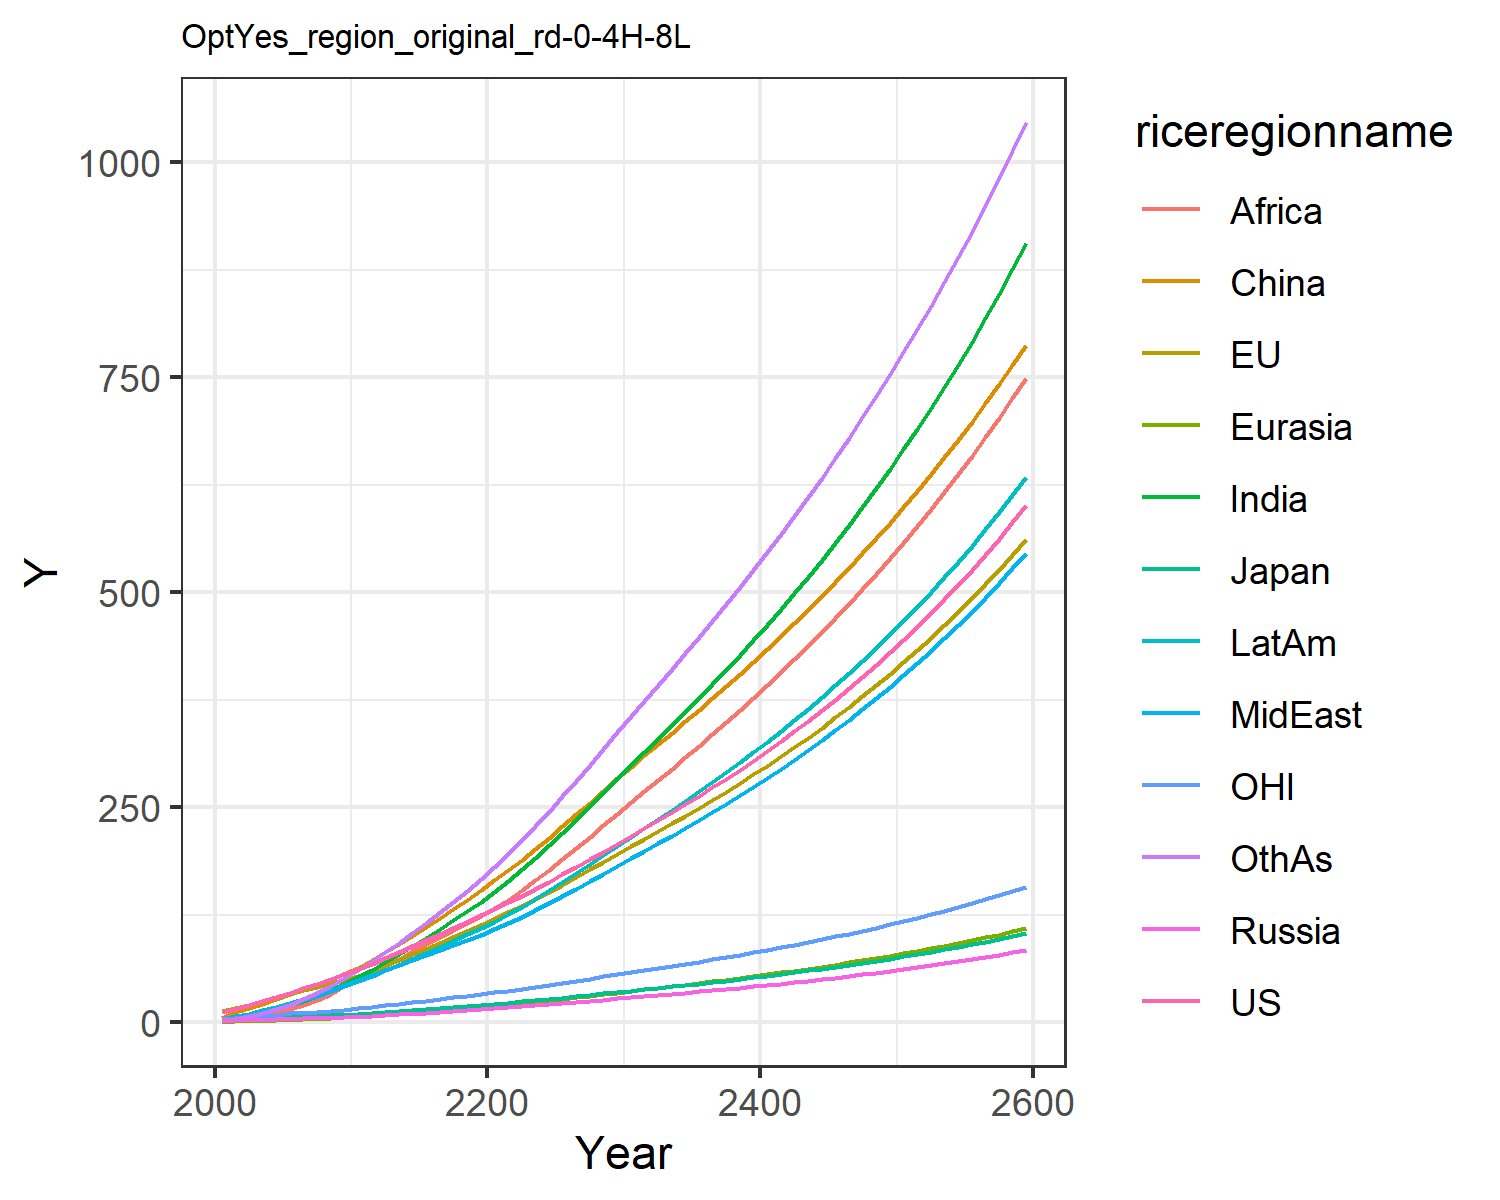 OptYes_region_original_rd-0-4H-8L
riceregionname
Africa
China
EU
Eurasia
India
Japan
LatAm
MidEast
OHI
OthAs
Russia
US
Y
1000
750
500
250
0
2000 2200 2400 2600
Year